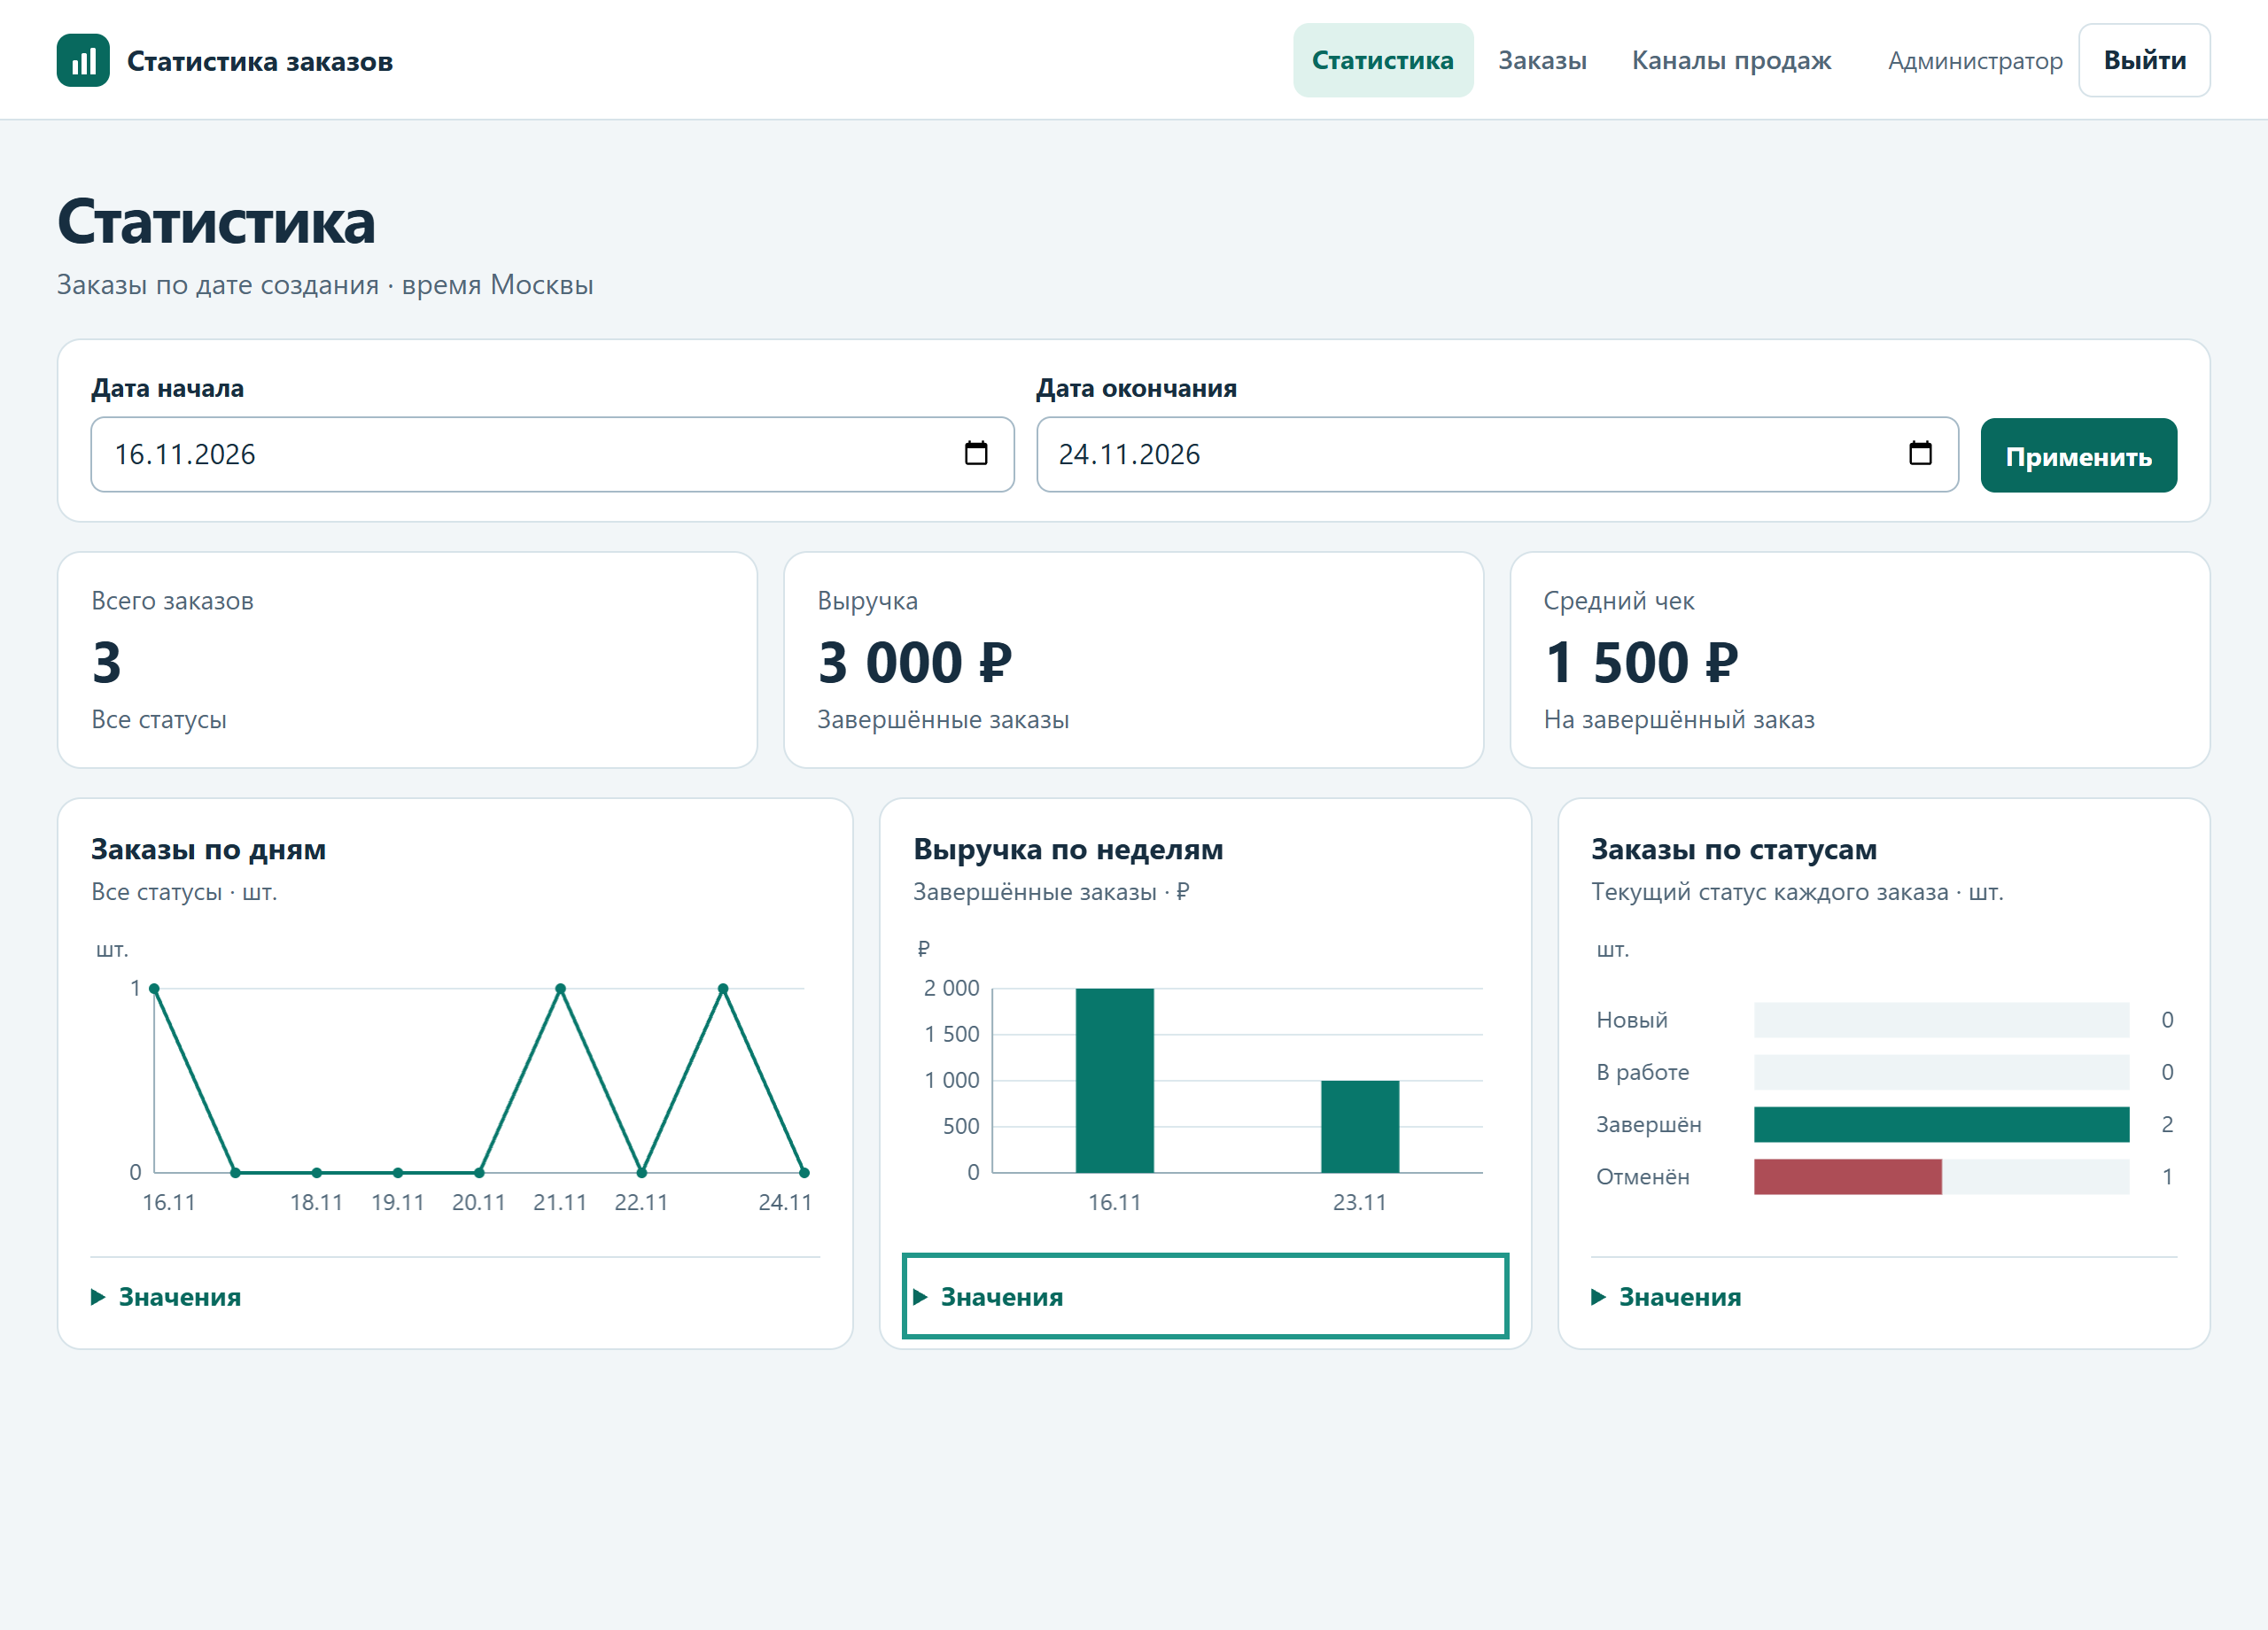 Статистика заказов
Статистика
Заказы
Каналы продаж
Администратор
Выйти
Статистика
Заказы по дате создания · время Москвы
Дата начала
16.11.2026
Дата окончания
24.11.2026
Применить
Всего заказов
3
Все статусы
Выручка
3 000 ₽
Завершённые заказы
Средний чек
1 500 ₽
На завершённый заказ
Заказы по дням
Все статусы · шт.
шт.
1
0
16.11 18.11 19.11 20.11 21.11 22.11 24.11
Значения
Выручка по неделям
Завершённые заказы · ₽
₽
2 000
1 500
1 000
500
0
16.11 23.11
Значения
Заказы по статусам
Текущий статус каждого заказа · шт.
шт.
Новый 0
В работе 0
Завершён 2
Отменён 1
Значения